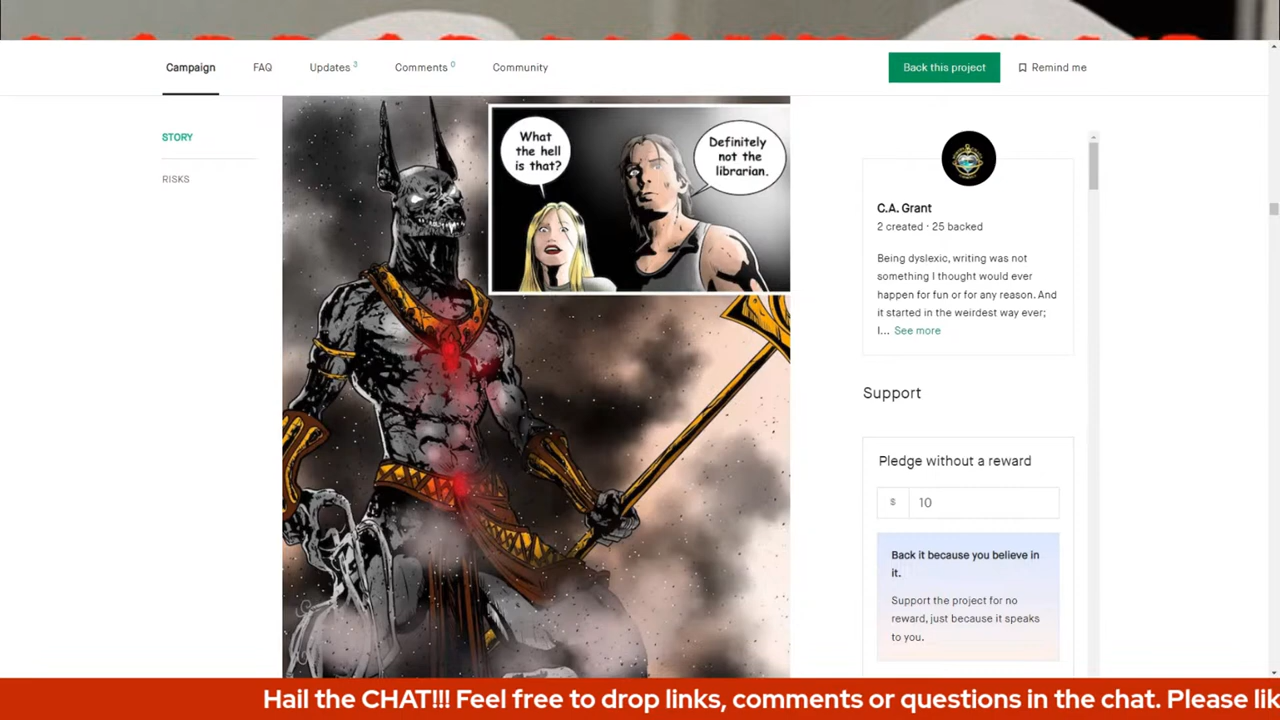 Campaign
FAQ
Updates 3
Comments 0
Community
Back this project
Remind me
STORY
RISKS
What
the hell
is that?
Definitely
not the
librarian.
C.A. Grant
2 created · 25 backed
Being dyslexic, writing was not
something I thought would ever
happen for fun or for any reason. And
it started in the weirdest way ever;
I... See more
Support
Pledge without a reward
$ 10
Back it because you believe in
it.
Support the project for no
reward, just because it speaks
to you.
Hail the CHAT!!! Feel free to drop links, comments or questions in the chat. Please lik